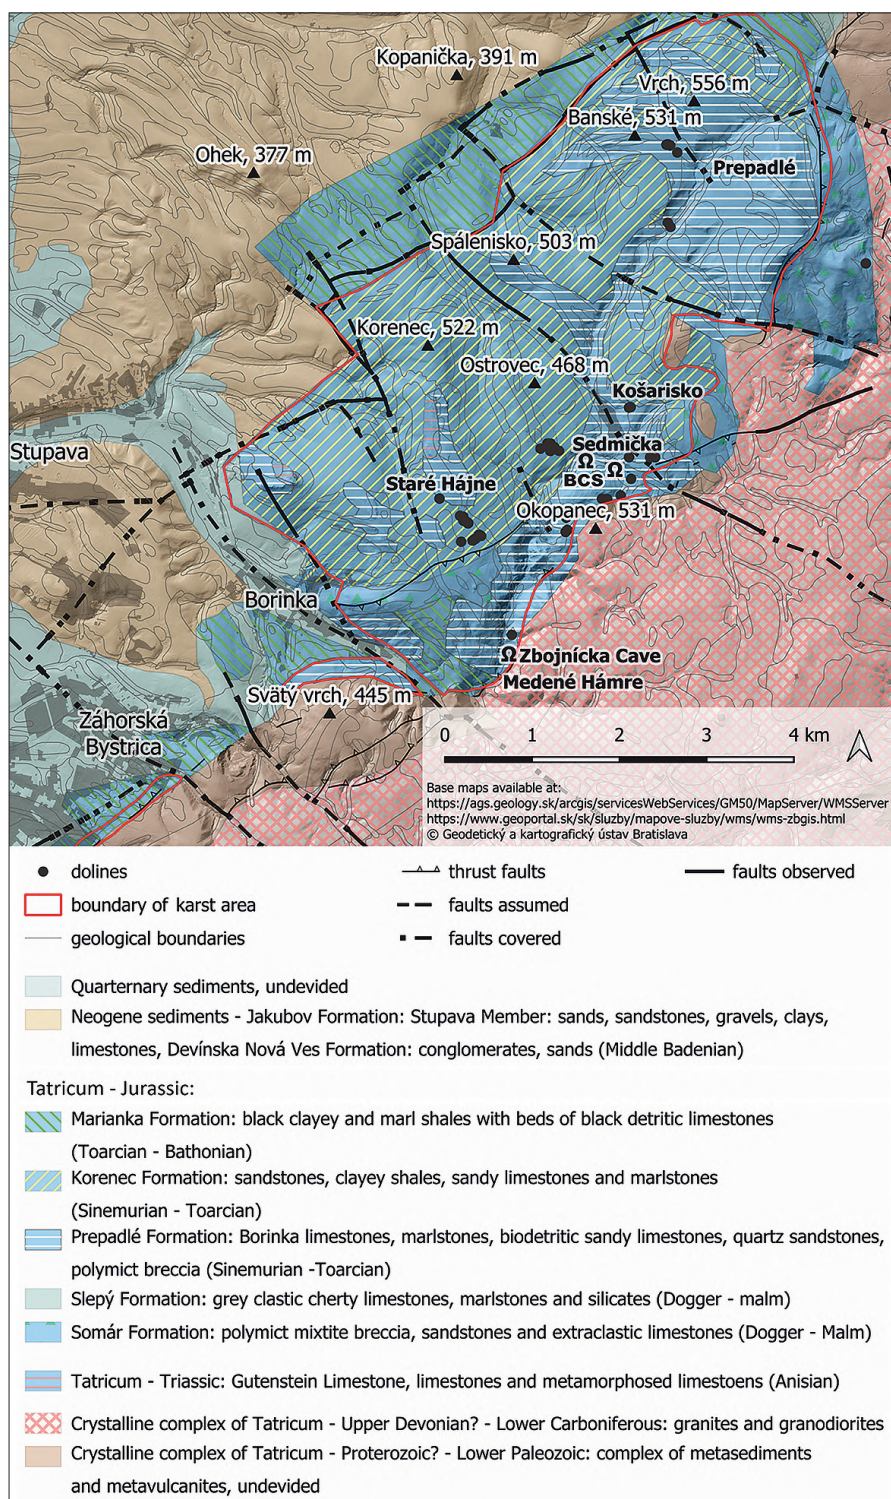 Kopanička, 391 m
Vrch, 556 m
Banské, 531 m
Ohek, 377 m
Prepadlé
Spálenisko, 503 m
Korenec, 522 m
Ostrovec, 468 m
Košarisko
Stupava
Sedmička
BCS
Staré Hájne
Okopanec, 531 m
Borinka
Zbojnícka Cave
Medené Hámre
Svätý vrch, 445 m
Záhorská
Bystrica
0 1 2 3 4 km
Base maps available at:
https://ags.geology.sk/arcgis/servicesWebServices/GM50/MapServer/WMSServer
https://www.geoportal.sk/sk/sluzby/mapove-sluzby/wms/wms-zbgis.html
© Geodetický a kartografický ústav Bratislava
dolines
thrust faults
faults observed
boundary of karst area
faults assumed
geological boundaries
faults covered
Quarternary sediments, undevided
Neogene sediments - Jakubov Formation: Stupava Member: sands, sandstones, gravels, clays,
limestones, Devínska Nová Ves Formation: conglomerates, sands (Middle Badenian)
Tatricum - Jurassic:
Marianka Formation: black clayey and marl shales with beds of black detritic limestones
(Toarcian - Bathonian)
Korenec Formation: sandstones, clayey shales, sandy limestones and marlstones
(Sinemurian - Toarcian)
Prepadlé Formation: Borinka limestones, marlstones, biodetritic sandy limestones, quartz sandstones,
polymict breccia (Sinemurian -Toarcian)
Slepý Formation: grey clastic cherty limestones, marlstones and silicates (Dogger - malm)
Somár Formation: polymict mixtite breccia, sandstones and extraclastic limestones (Dogger - Malm)
Tatricum - Triassic: Gutenstein Limestone, limestones and metamorphosed limestoens (Anisian)
Crystalline complex of Tatricum - Upper Devonian? - Lower Carboniferous: granites and granodiorites
Crystalline complex of Tatricum - Proterozoic? - Lower Paleozoic: complex of metasediments
and metavulcanites, undevided